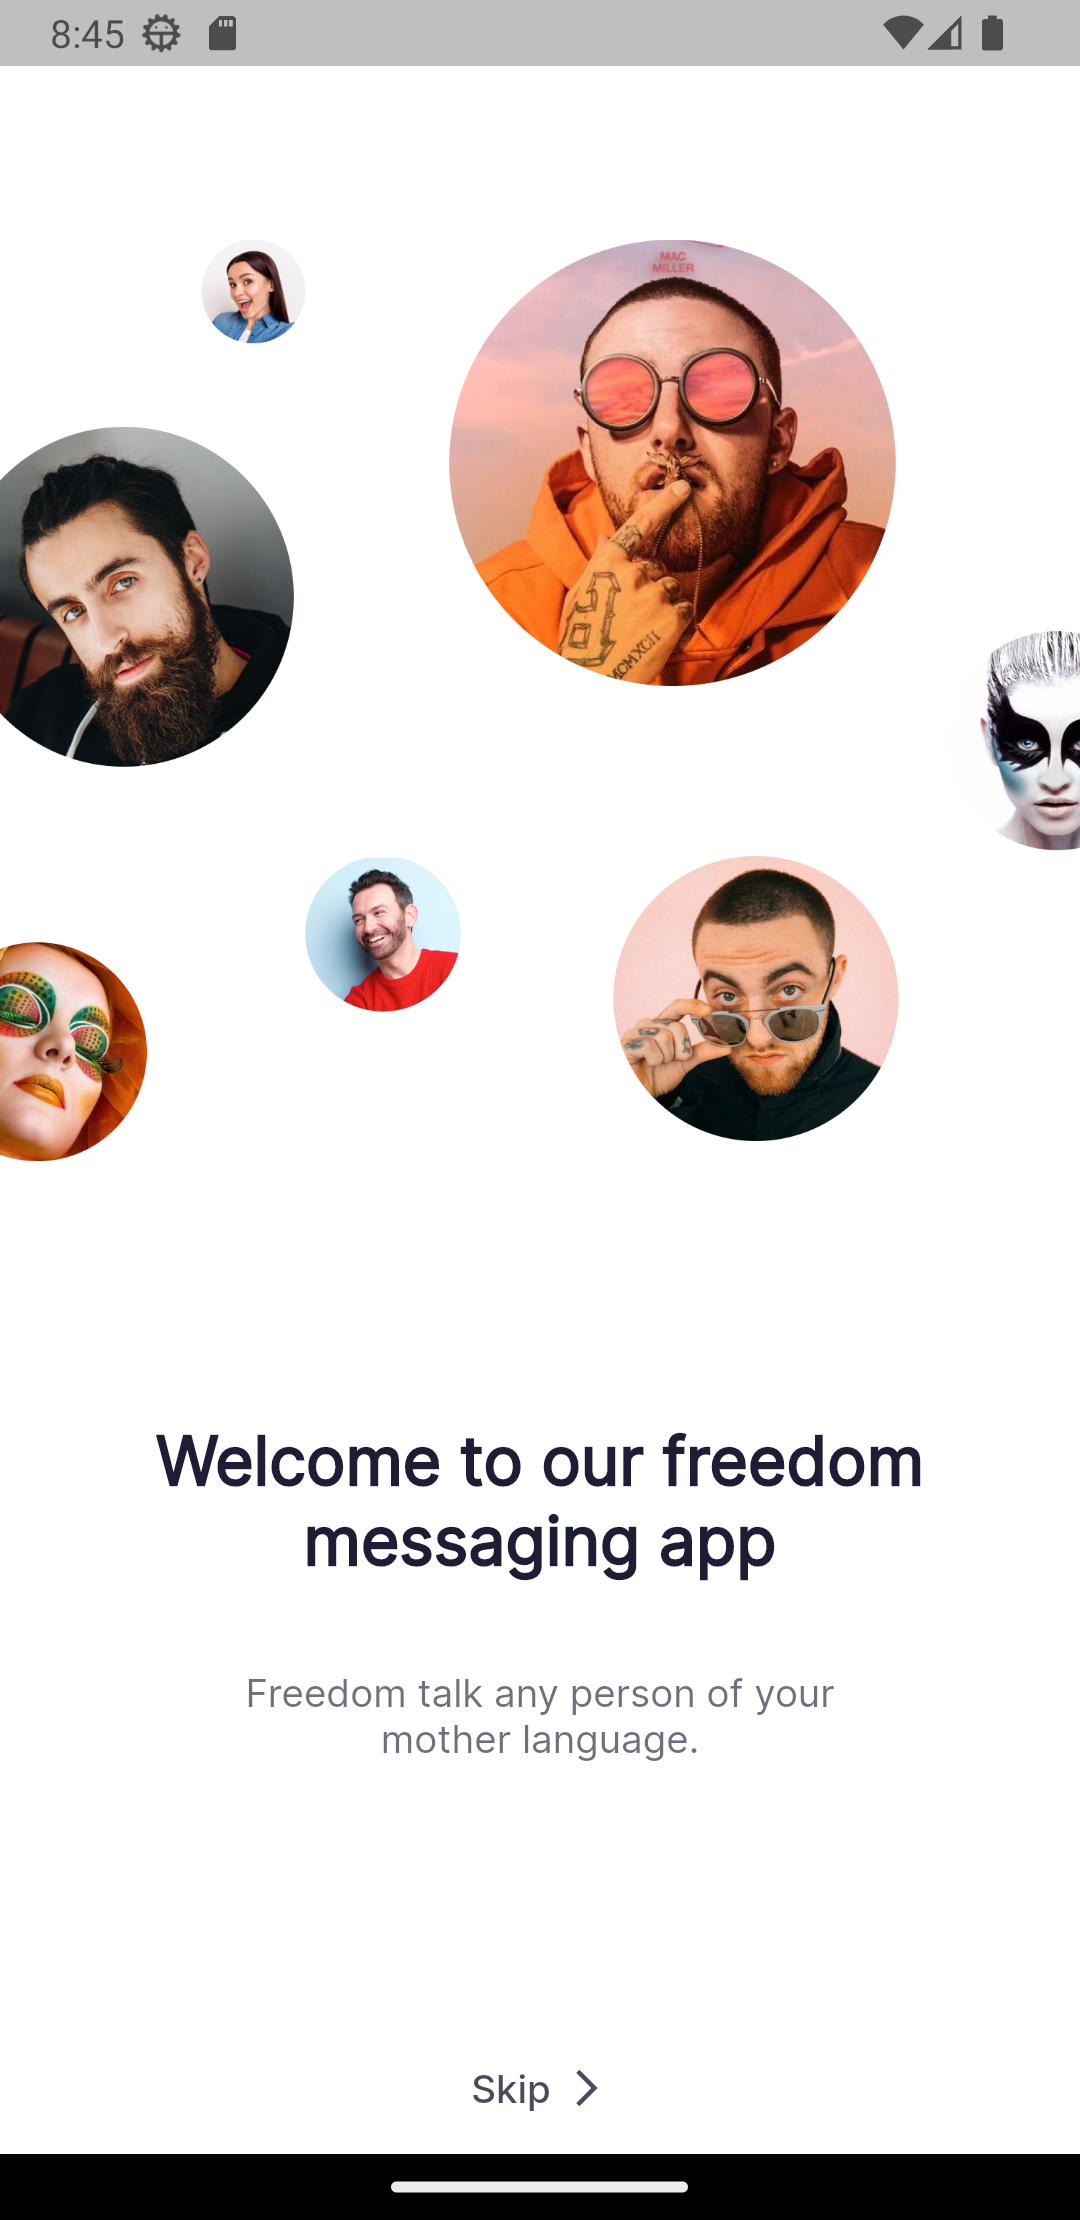 8:45
MAC
MILLER
MCMXCII
Welcome to our freedom
messaging app
Freedom talk any person of your
mother language.
Skip